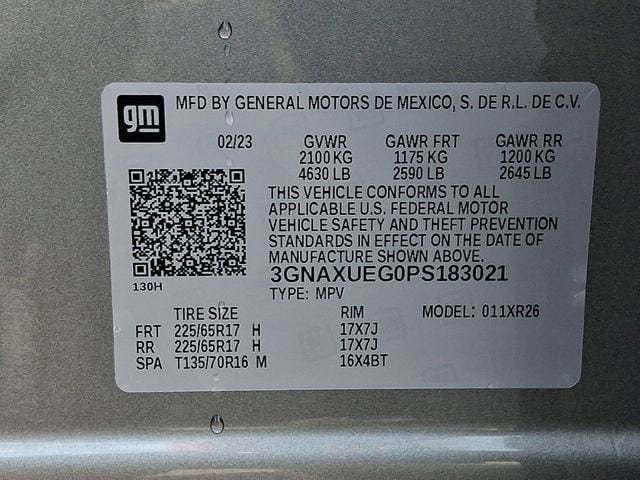 gm MFD BY GENERAL MOTORS DE MEXICO, S. DE R.L. DE C.V.
02/23 GVWR GAWR FRT GAWR RR
2100 KG 1175 KG 1200 KG
4630 LB 2590 LB 2645 LB
THIS VEHICLE CONFORMS TO ALL
APPLICABLE U.S. FEDERAL MOTOR
VEHICLE SAFETY AND THEFT PREVENTION
STANDARDS IN EFFECT ON THE DATE
OF MANUFACTURE SHOWN ABOVE.
3GNAXUEG0PS183021
130H
TYPE: MPV
TIRE SIZE RIM MODEL: 011XR26
FRT 225/65R17 H 17X7J
RR 225/65R17 H 17X7J
SPA T135/70R16 M 16X4BT